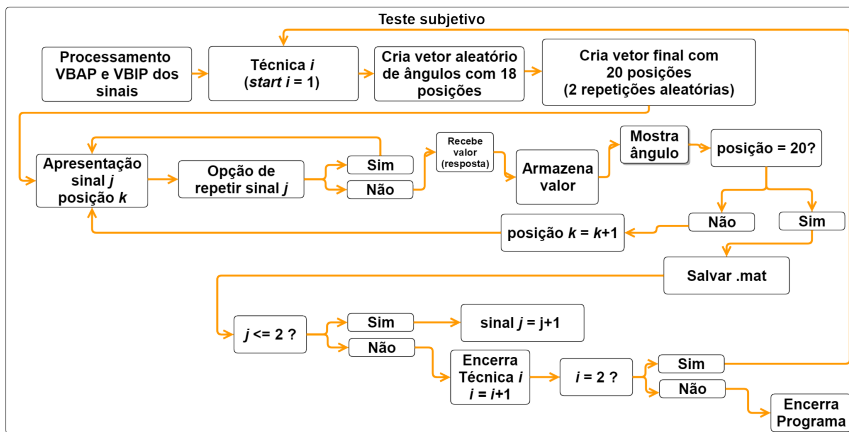 Teste subjetivo
Processamento
VBAP e VBIP dos
sinais
Técnica i
(start i = 1)
Cria vetor aleatório
de ângulos com 18
posições
Cria vetor final com
20 posições
(2 repetições aleatórias)
Apresentação
sinal j
posição k
Opção de
repetir sinal j
Sim
Não
Recebe
valor
(resposta)
Armazena
valor
Mostra
ângulo
posição = 20?
Não
Sim
posição k = k+1
Salvar .mat
j <= 2 ?
Sim
Não
sinal j = j+1
Encerra
Técnica i
i = i+1
i = 2 ?
Sim
Não
Encerra
Programa